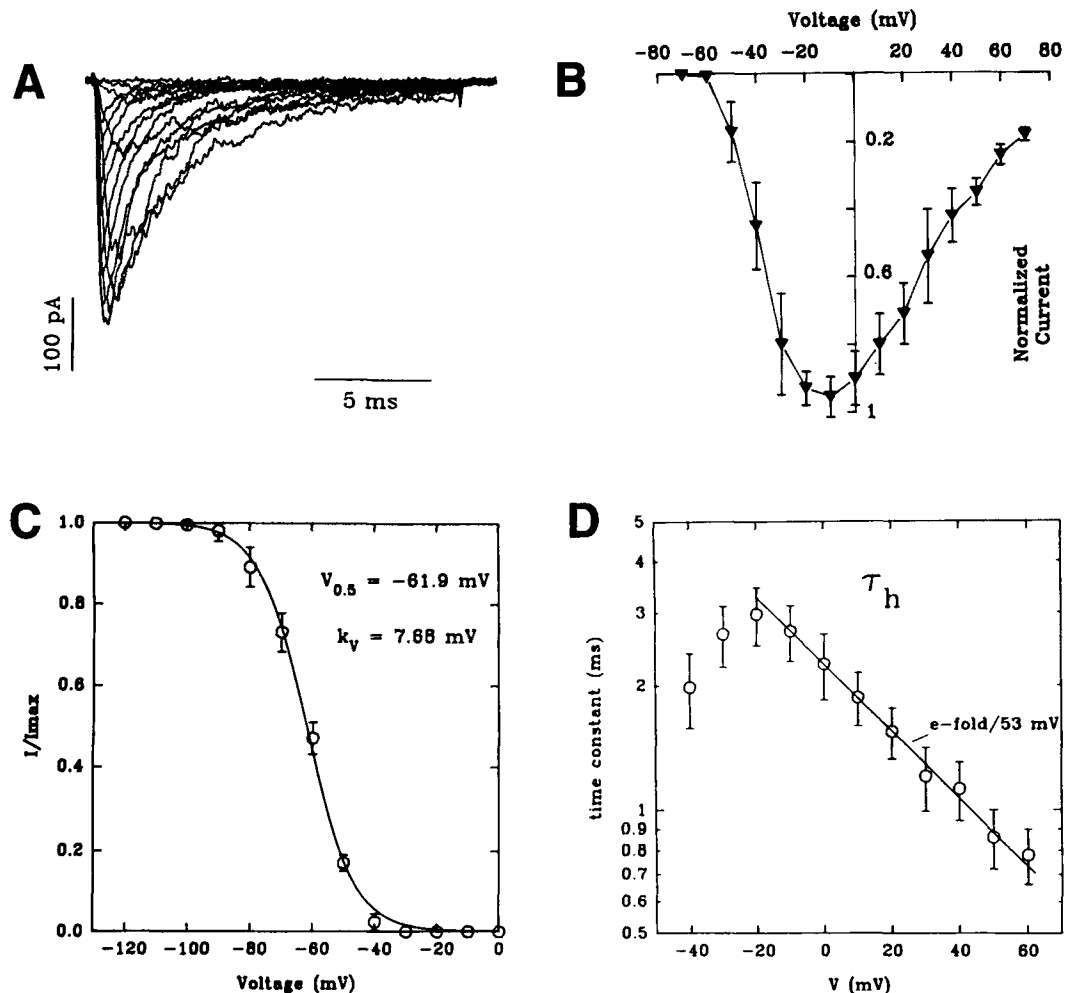 A
100 pA
5 ms
B
Voltage (mV)
-80 -60 -40 -20 0 20 40 60 80
0.2
0.6
1
Normalized
Current
C
I/Imax
1.0
0.8
0.6
0.4
0.2
0.0
V0.5 = -61.9 mV
kV = 7.88 mV
-120 -100 -80 -60 -40 -20 0
Voltage (mV)
D
time constant (ms)
5
4
3
2
1
0.9
0.8
0.7
0.6
0.5
τh
e-fold/53 mV
-40 -20 0 20 40 60
V (mV)